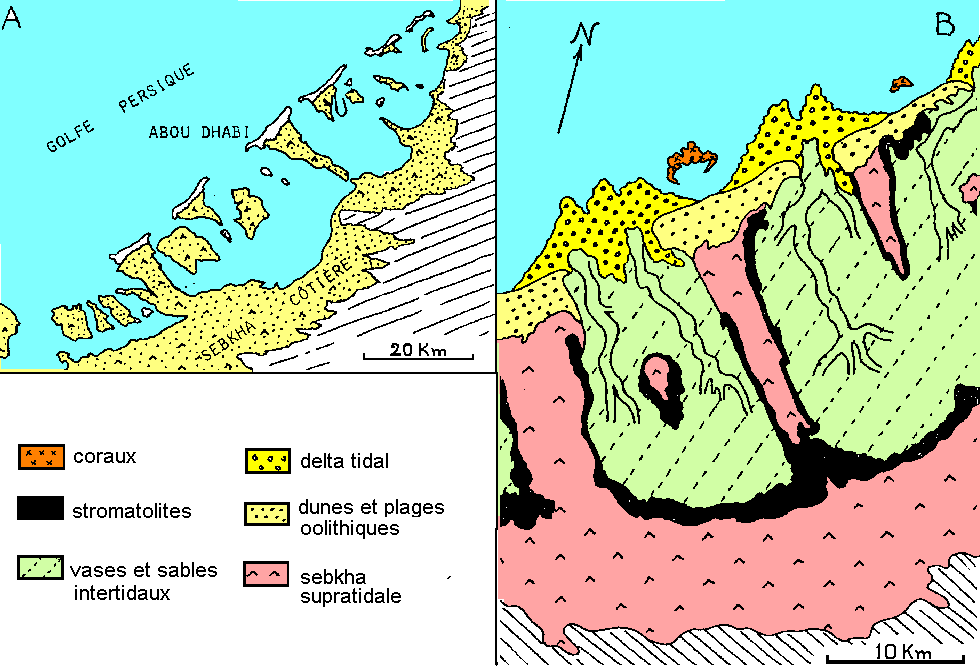 A
GOLFE PERSIQUE
ABOU DHABI
SEBKHA CÔTIÈRE
20 Km
B
N
10 Km
coraux
stromatolites
vases et sables
intertidaux
delta tidal
dunes et plages
oolithiques
sebkha
supratidale